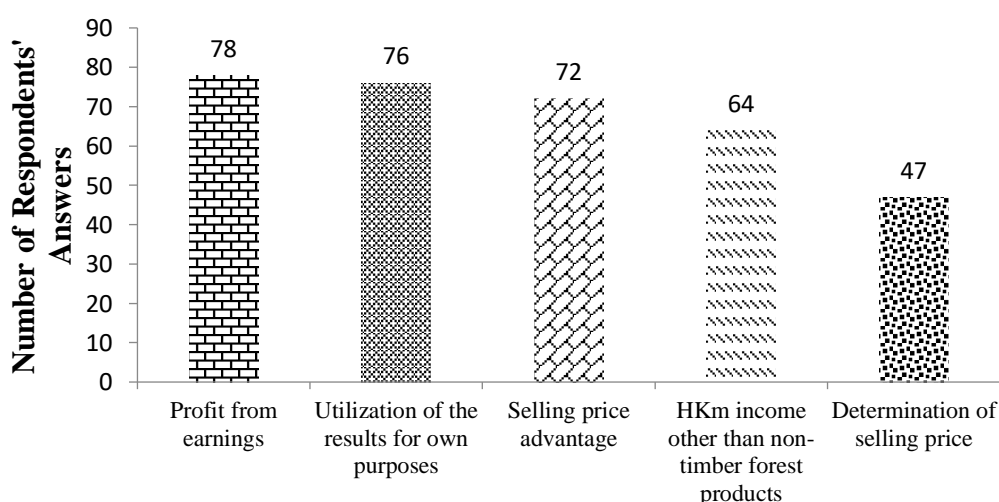 Number of Respondents'
Answers
90
80
70
60
50
40
30
20
10
0
78
76
72
64
47
Profit from
earnings
Utilization of the
results for own
purposes
Selling price
advantage
HKm income
other than non-
timber forest
products
Determination of
selling price